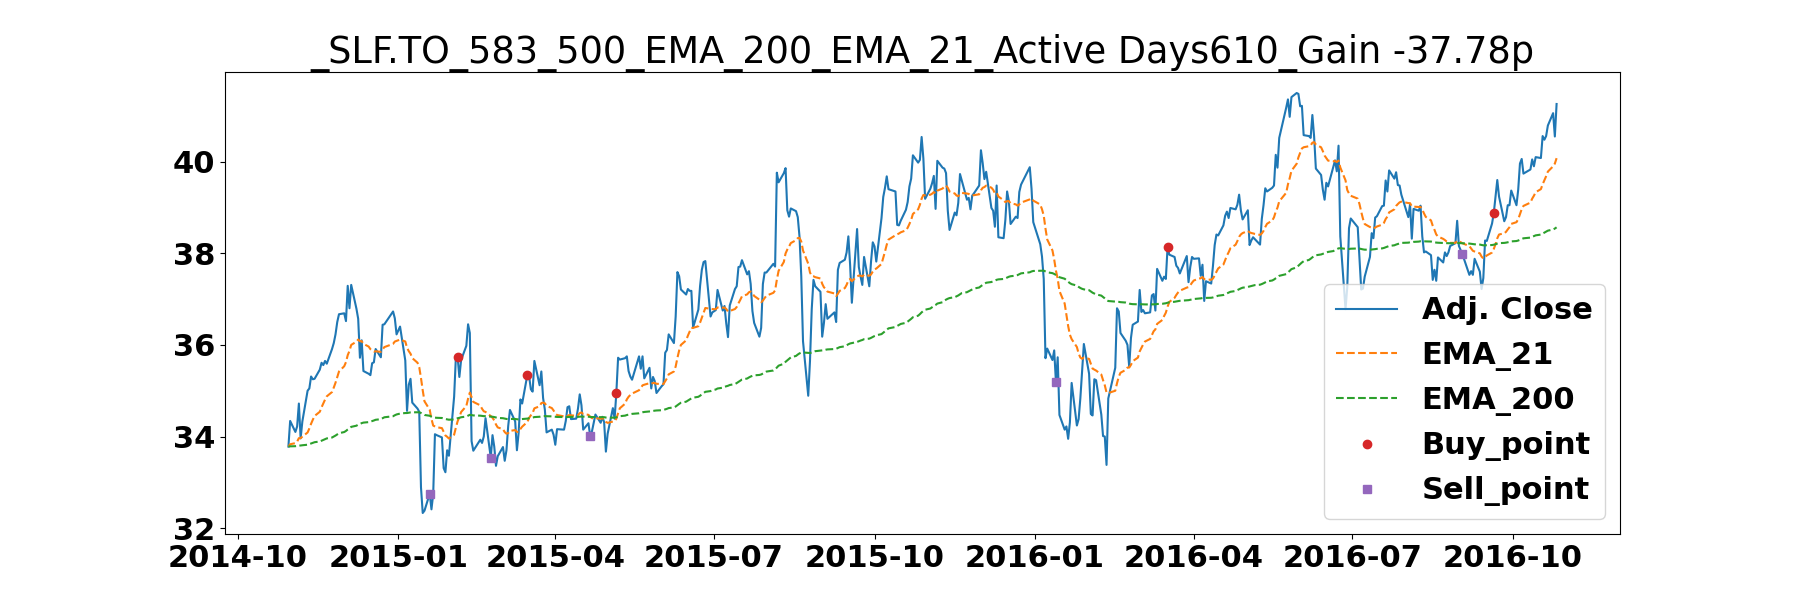 _SLF.TO_583_500_EMA_200_EMA_21_Active Days610_Gain -37.78p
40
38
36
34
32
2014-10 2015-01 2015-04 2015-07 2015-10 2016-01 2016-04 2016-07 2016-10
Adj. Close
EMA_21
EMA_200
Buy_point
Sell_point